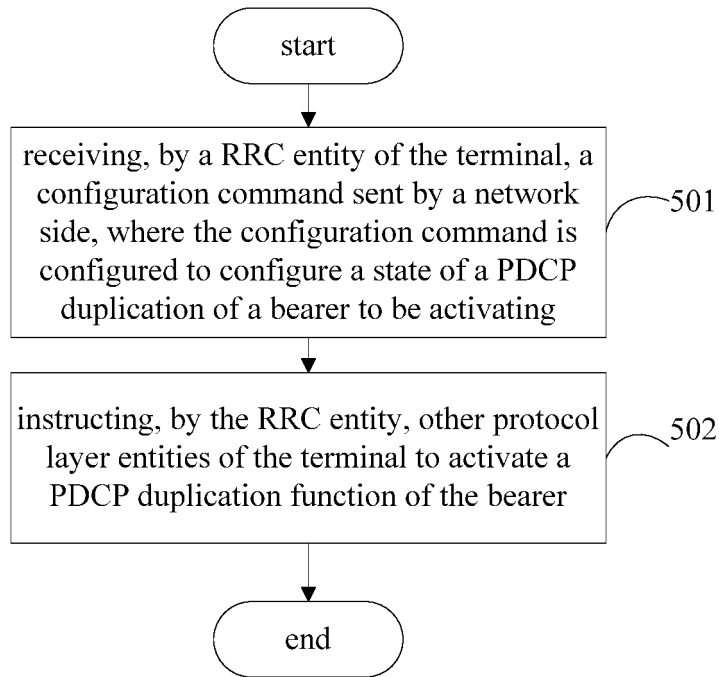 start
receiving, by a RRC entity of the terminal, a
configuration command sent by a network
side, where the configuration command is
configured to configure a state of a PDCP
duplication of a bearer to be activating
501
instructing, by the RRC entity, other protocol
layer entities of the terminal to activate a
PDCP duplication function of the bearer
502
end